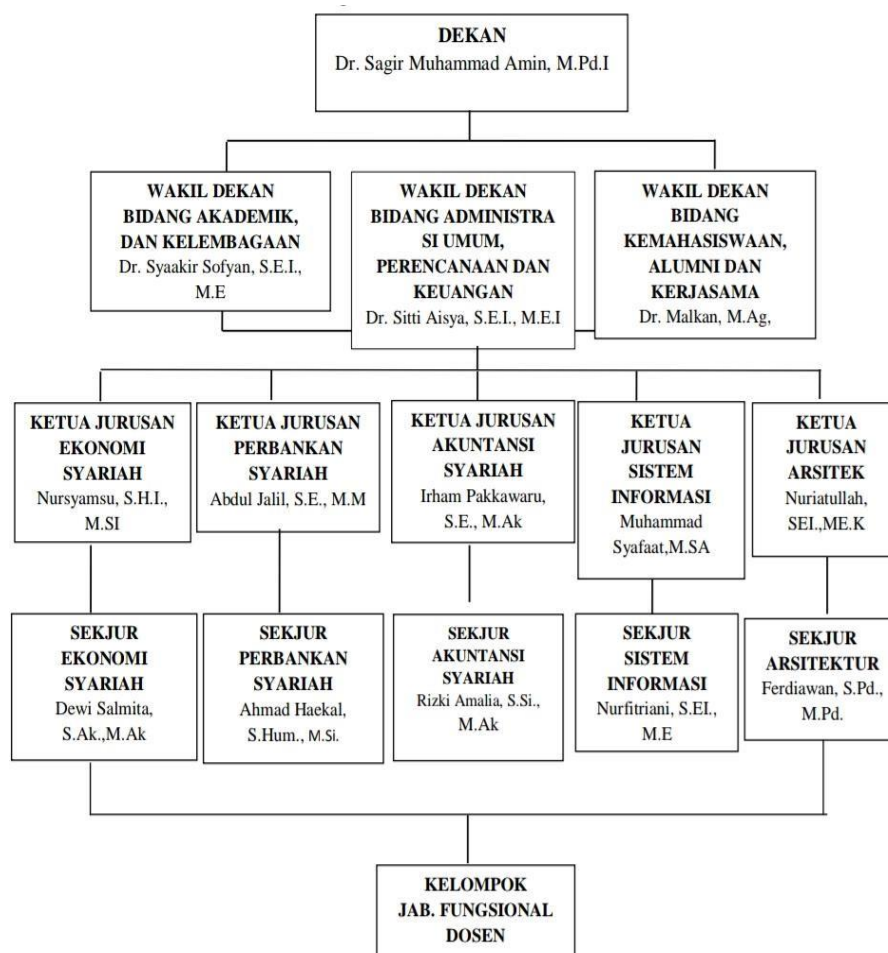 DEKAN
Dr. Sagir Muhammad Amin, M.Pd.I
WAKIL DEKAN
BIDANG AKADEMIK,
DAN KELEMBAGAAN
Dr. Syaakir Sofyan, S.E.I.,
M.E
WAKIL DEKAN
BIDANG ADMINISTRA
SI UMUM,
PERENCANAAN DAN
KEUANGAN
Dr. Sitti Aisya, S.E.I., M.E.I
WAKIL DEKAN
BIDANG
KEMAHASISWAAN,
ALUMNI DAN
KERJASAMA
Dr. Malkan, M.Ag,
KETUA JURUSAN
EKONOMI
SYARIAH
Nursyamsu, S.H.I.,
M.SI
KETUA JURUSAN
PERBANKAN
SYARIAH
Abdul Jalil, S.E., M.M
KETUA JURUSAN
AKUNTANSI
SYARIAH
Irham Pakkawaru,
S.E., M.Ak
KETUA
JURUSAN
SISTEM
INFORMASI
Muhammad
Syafaat,M.SA
KETUA
JURUSAN
ARSITEK
Nuriatullah,
SEI.,ME.K
SEKJUR
EKONOMI
SYARIAH
Dewi Salmita,
S.Ak.,M.Ak
SEKJUR
PERBANKAN
SYARIAH
Ahmad Haekal,
S.Hum., M.Si.
SEKJUR
AKUNTANSI
SYARIAH
Rizki Amalia, S.Si.,
M.Ak
SEKJUR
SISTEM
INFORMASI
Nurfitriani, S.EI.,
M.E
SEKJUR
ARSITEKTUR
Ferdiawan, S.Pd.,
M.Pd.
KELOMPOK
JAB. FUNGSIONAL
DOSEN